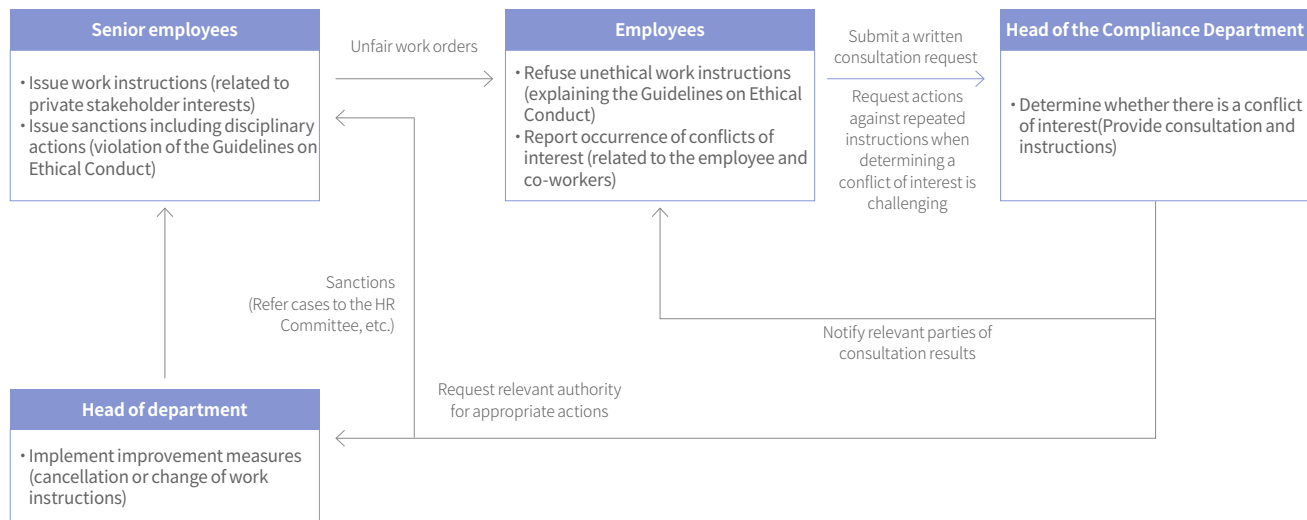 Senior employees
• Issue work instructions (related to
private stakeholder interests)
• Issue sanctions including disciplinary
actions (violation of the Guidelines on
Ethical Conduct)
Unfair work orders
Employees
• Refuse unethical work instructions
(explaining the Guidelines on Ethical
Conduct)
• Report occurrence of conflicts of
interest (related to the employee and
co-workers)
Submit a written
consultation request
Request actions
against repeated
instructions when
determining a
conflict of interest is
challenging
Head of the Compliance Department
• Determine whether there is a conflict
of interest(Provide consultation and
instructions)
Sanctions
(Refer cases to the HR
Committee, etc.)
Notify relevant parties of
consultation results
Request relevant authority
for appropriate actions
Head of department
• Implement improvement measures
(cancellation or change of work
instructions)